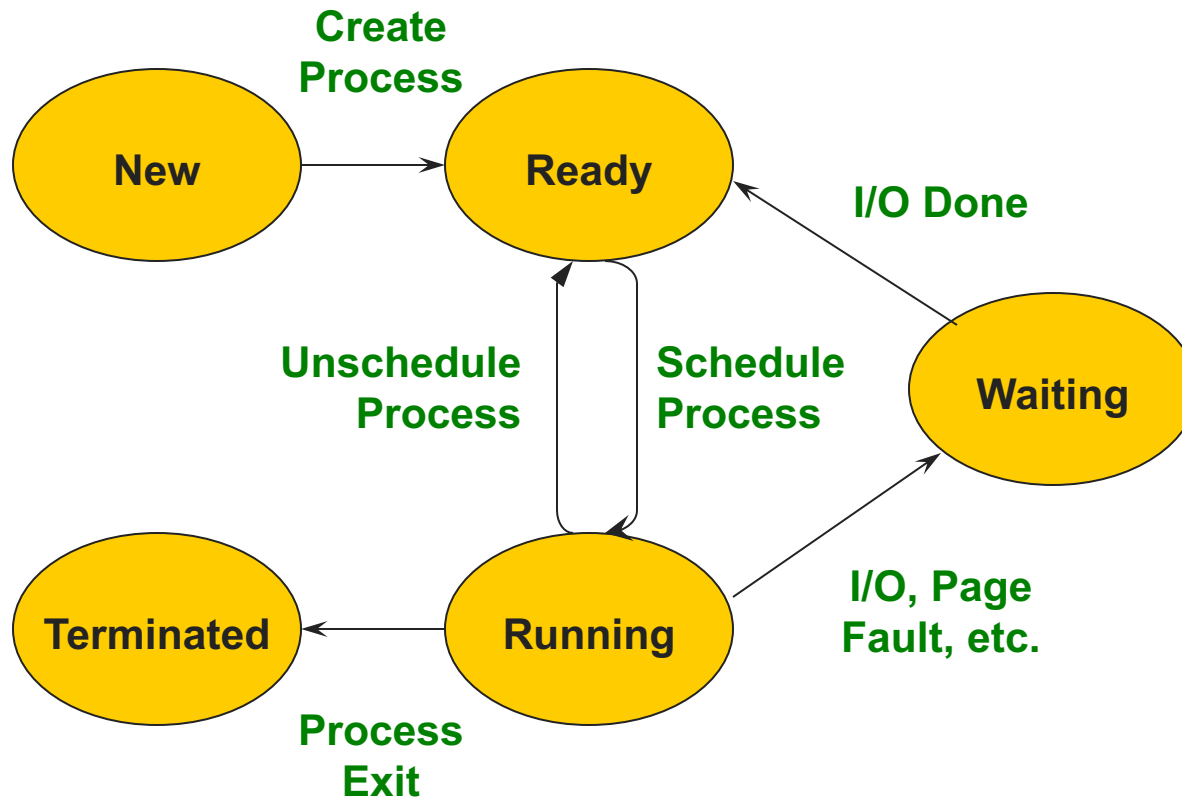 Create
Process
New
Ready
I/O Done
Unschedule
Process
Schedule
Process
Waiting
I/O, Page
Fault, etc.
Terminated
Running
Process
Exit